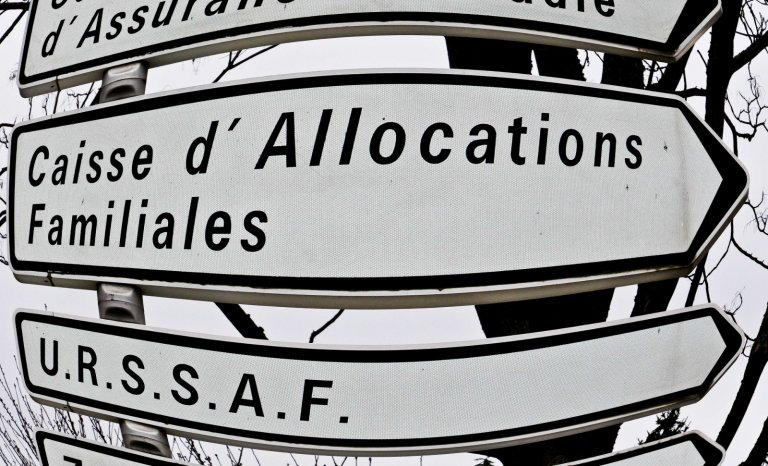 d'Assurance
Caisse d'Allocations
Familiales
U.R.S.S.A.F.